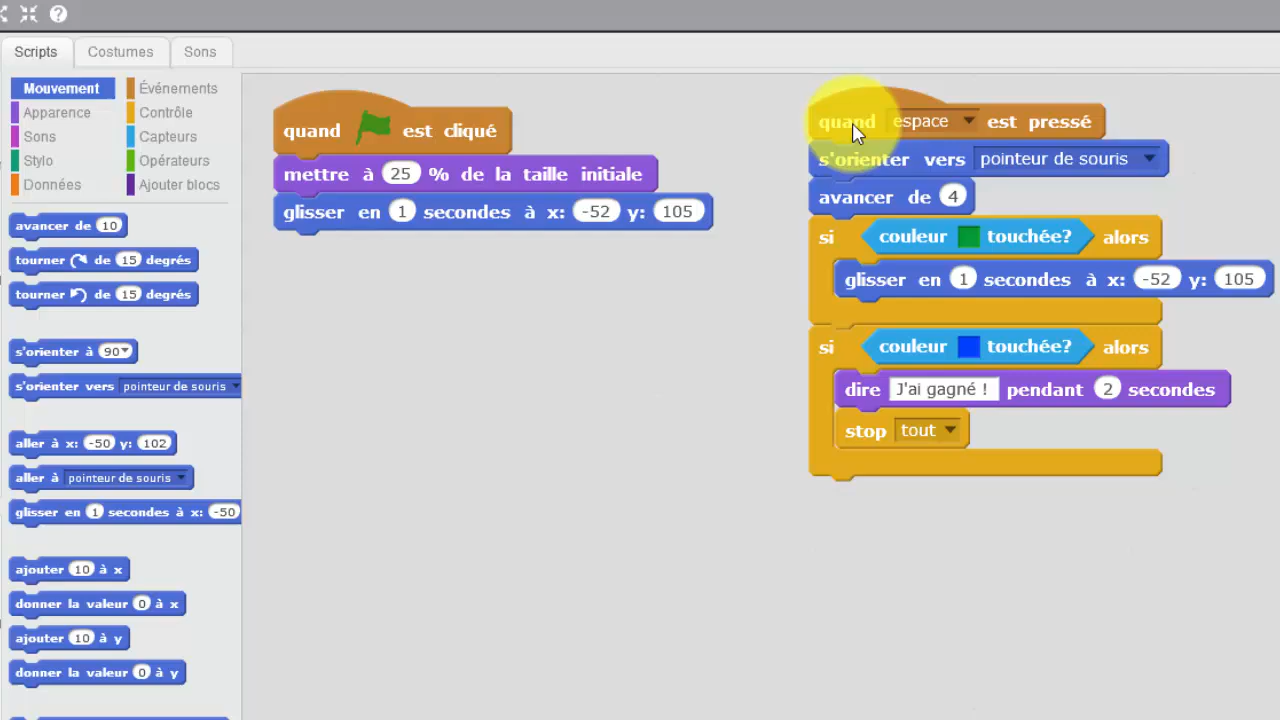 ?
Scripts
Costumes
Sons
Mouvement
Événements
Apparence
Contrôle
Sons
Capteurs
Stylo
Opérateurs
Données
Ajouter blocs
avancer de 10
tourner de 15 degrés
tourner de 15 degrés
s'orienter à 90
s'orienter vers pointeur de souris
aller à x: -50 y: 102
aller à pointeur de souris
glisser en 1 secondes à x: -50
ajouter 10 à x
donner la valeur 0 à x
ajouter 10 à y
donner la valeur 0 à y
quand est cliqué
mettre à 25 % de la taille initiale
glisser en 1 secondes à x: -52 y: 105
quand espace est pressé
s'orienter vers pointeur de souris
avancer de 4
si couleur touchée? alors
glisser en 1 secondes à x: -52 y: 105
si couleur touchée? alors
dire J'ai gagné ! pendant 2 secondes
stop tout